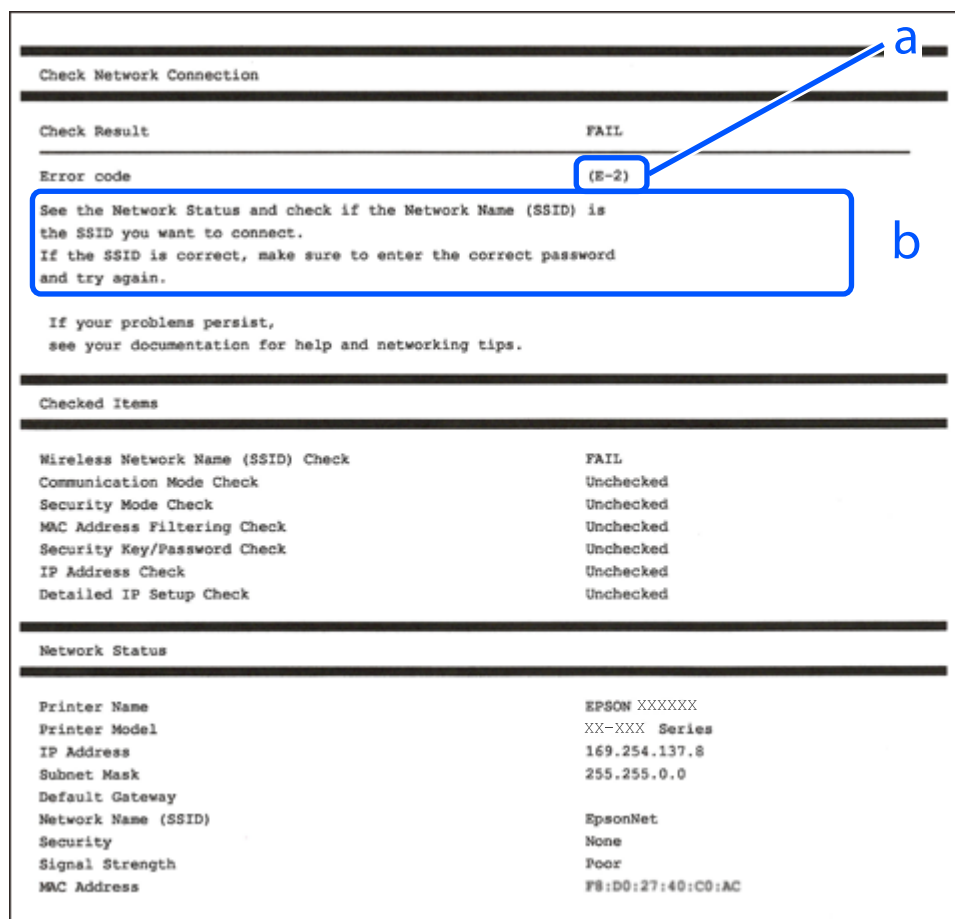 a
Check Network Connection
Check Result FAIL
Error code (E-2)
See the Network Status and check if the Network Name (SSID) is
the SSID you want to connect.
If the SSID is correct, make sure to enter the correct password
and try again.
b
If your problems persist,
see your documentation for help and networking tips.
Checked Items
Wireless Network Name (SSID) Check FAIL
Communication Mode Check Unchecked
Security Mode Check Unchecked
MAC Address Filtering Check Unchecked
Security Key/Password Check Unchecked
IP Address Check Unchecked
Detailed IP Setup Check Unchecked
Network Status
Printer Name EPSON XXXXXX
Printer Model XX-XXX Series
IP Address 169.254.137.8
Subnet Mask 255.255.0.0
Default Gateway
Network Name (SSID) EpsonNet
Security None
Signal Strength Poor
MAC Address F8:D0:27:40:C0:AC